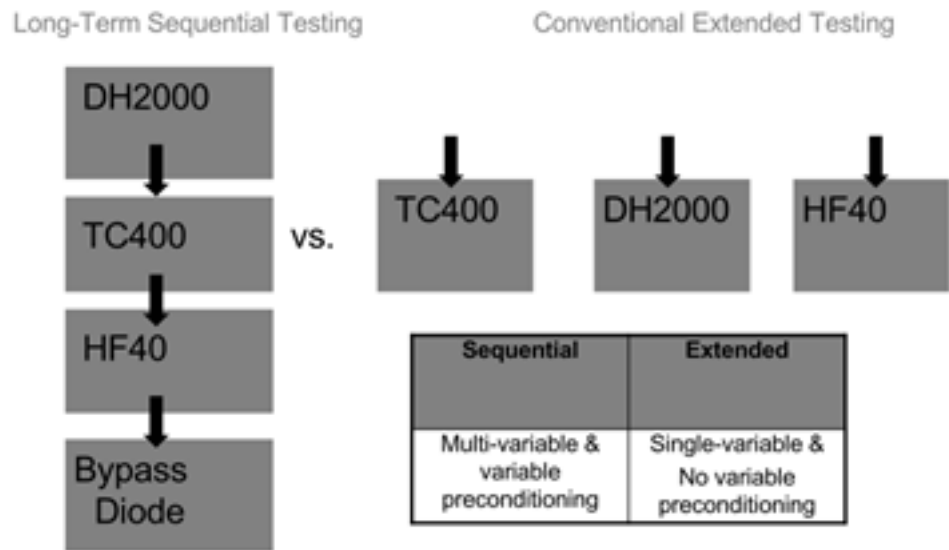 Long-Term Sequential Testing
Conventional Extended Testing
DH2000
TC400
HF40
Bypass
Diode
vs.
TC400
DH2000
HF40
Sequential
Extended
Multi-variable &
variable
preconditioning
Single-variable &
No variable
preconditioning